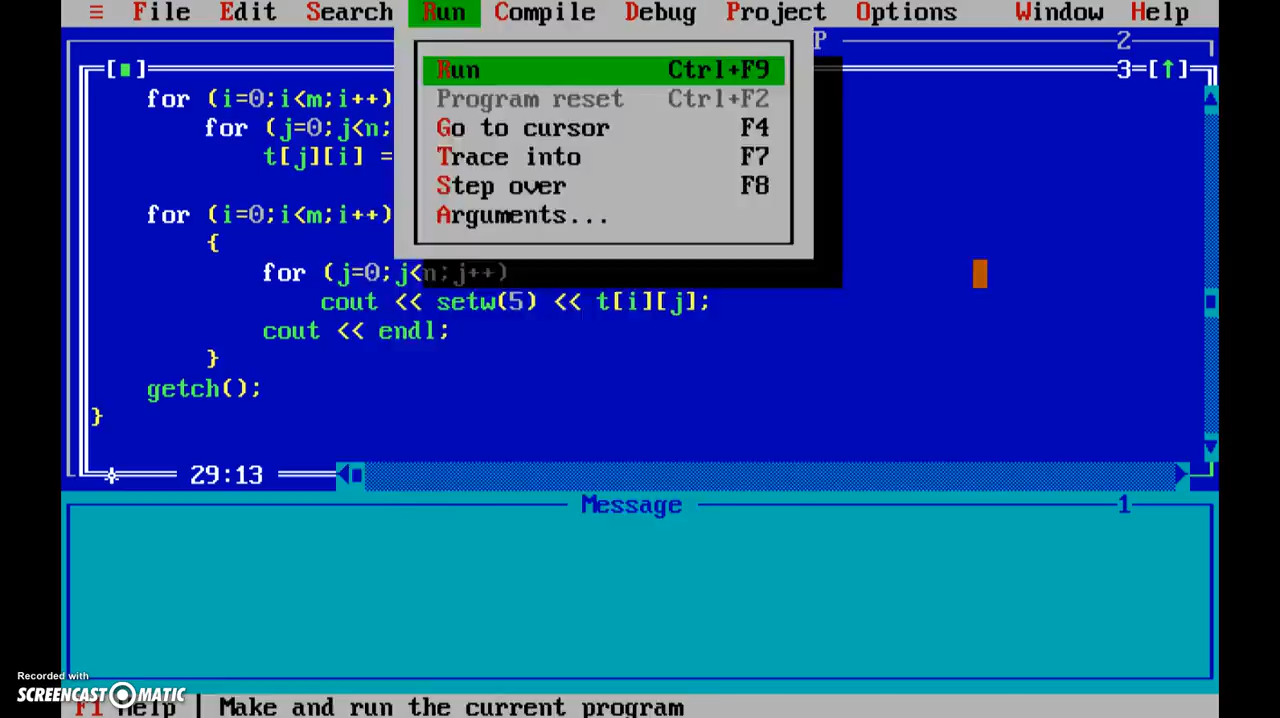 ≡ File Edit Search Run Compile Debug Project Options Window Help
P 2
[■] 3=[↑]
Run Ctrl+F9
Program reset Ctrl+F2
Go to cursor F4
Trace into F7
Step over F8
Arguments...
for (i=0;i<m;i++)
for (j=0;j<n;
t[j][i] =
for (i=0;i<m;i++)
{
for (j=0;j<n;j++)
cout << setw(5) << t[i][j];
cout << endl;
}
getch();
}
29:13
Message 1
Recorded with
SCREENCAST-O-MATIC
F1 Help | Make and run the current program